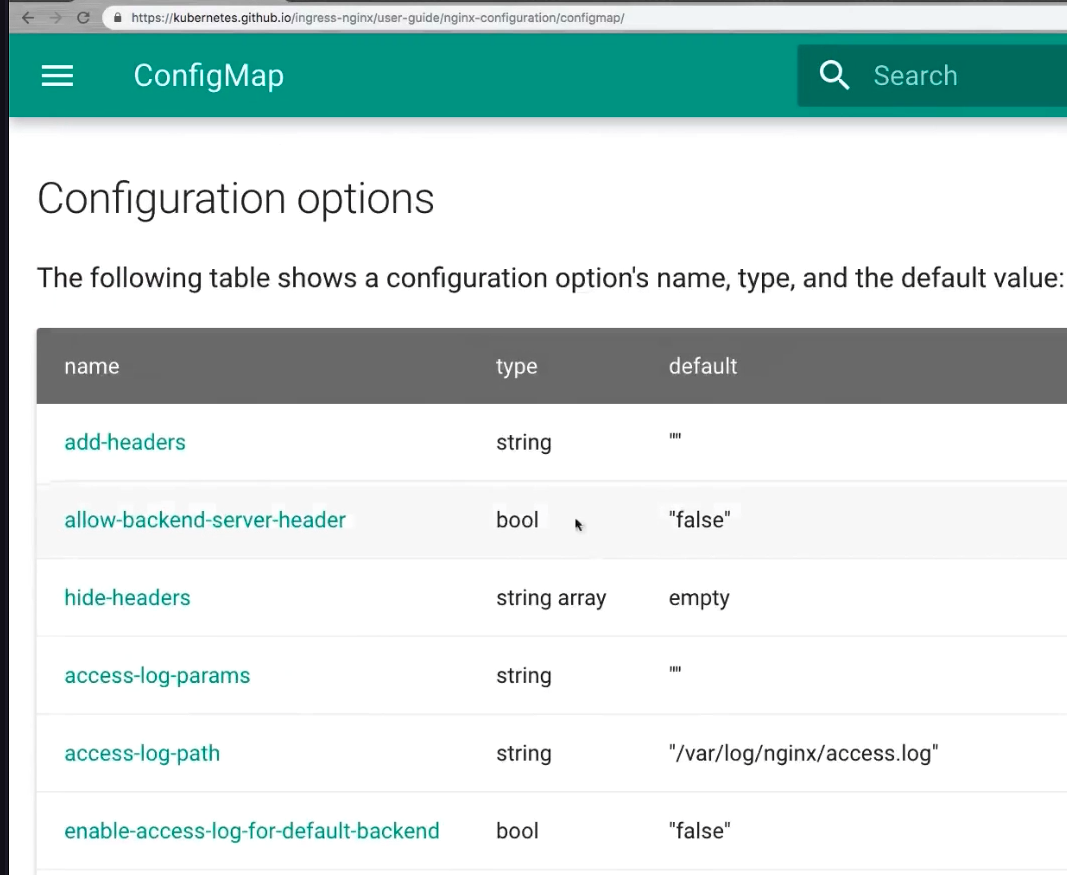 https://kubernetes.github.io/ingress-nginx/user-guide/nginx-configuration/configmap/
ConfigMap Search
Configuration options
The following table shows a configuration option's name, type, and the default value:
name type default
add-headers string ""
allow-backend-server-header bool "false"
hide-headers string array empty
access-log-params string ""
access-log-path string "/var/log/nginx/access.log"
enable-access-log-for-default-backend bool "false"